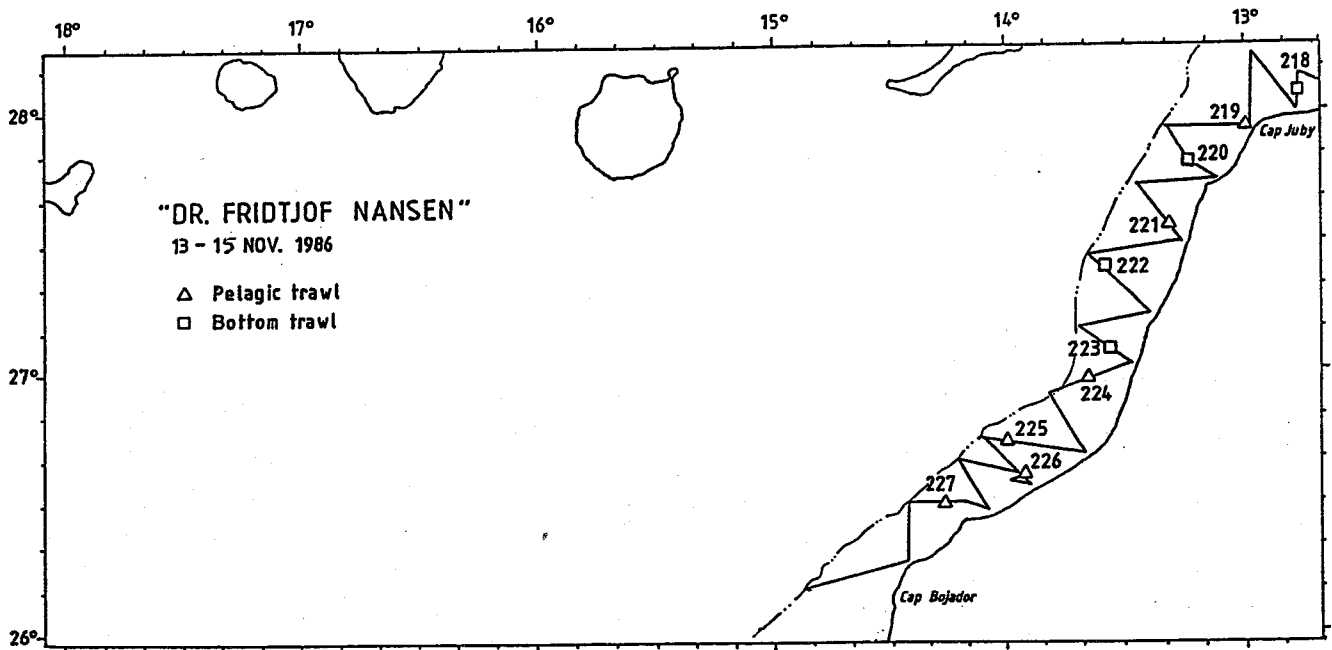 18° 17° 16° 15° 14° 13°
218
28°
219
Cap Juby
220
"DR. FRIDTJOF NANSEN"
221
13 - 15 NOV. 1986
222
△ Pelagic trawl
□ Bottom trawl
223
27°
224
225
226
227
Cap Bojador
26°